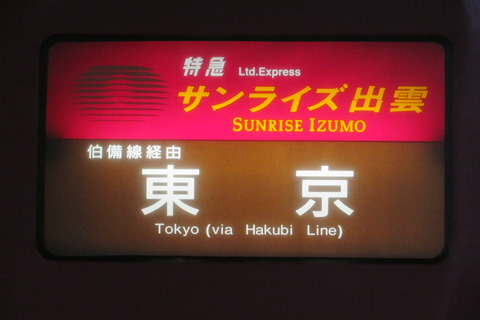 特急 Ltd.Express
サンライズ出雲
SUNRISE IZUMO
伯備線経由
東京
Tokyo (via Hakubi Line)